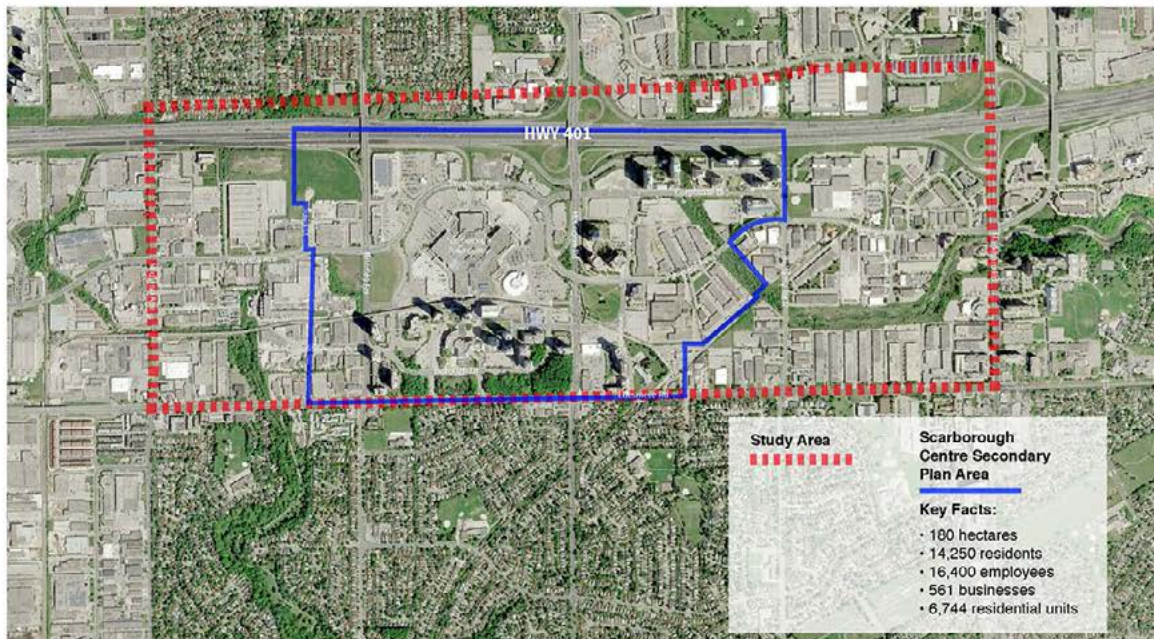 HWY 401
Study Area
Scarborough
Centre Secondary
Plan Area
Key Facts:
· 180 hectares
· 14,250 residents
· 16,400 employees
· 561 businesses
· 6,744 residential units